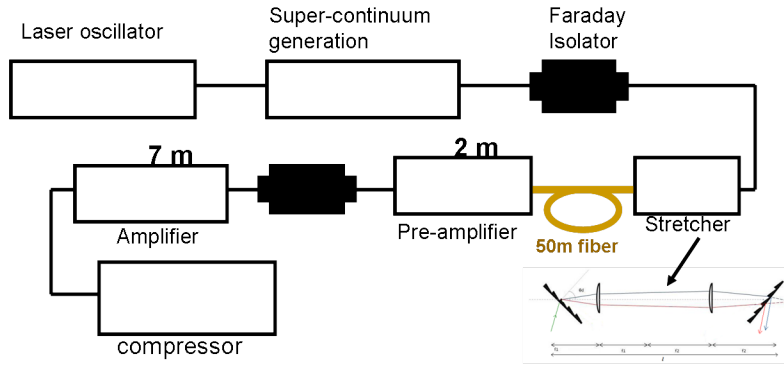 Laser oscillator
Super-continuum
generation
Faraday
Isolator
7 m
2 m
Amplifier
Pre-amplifier
50m fiber
Stretcher
compressor